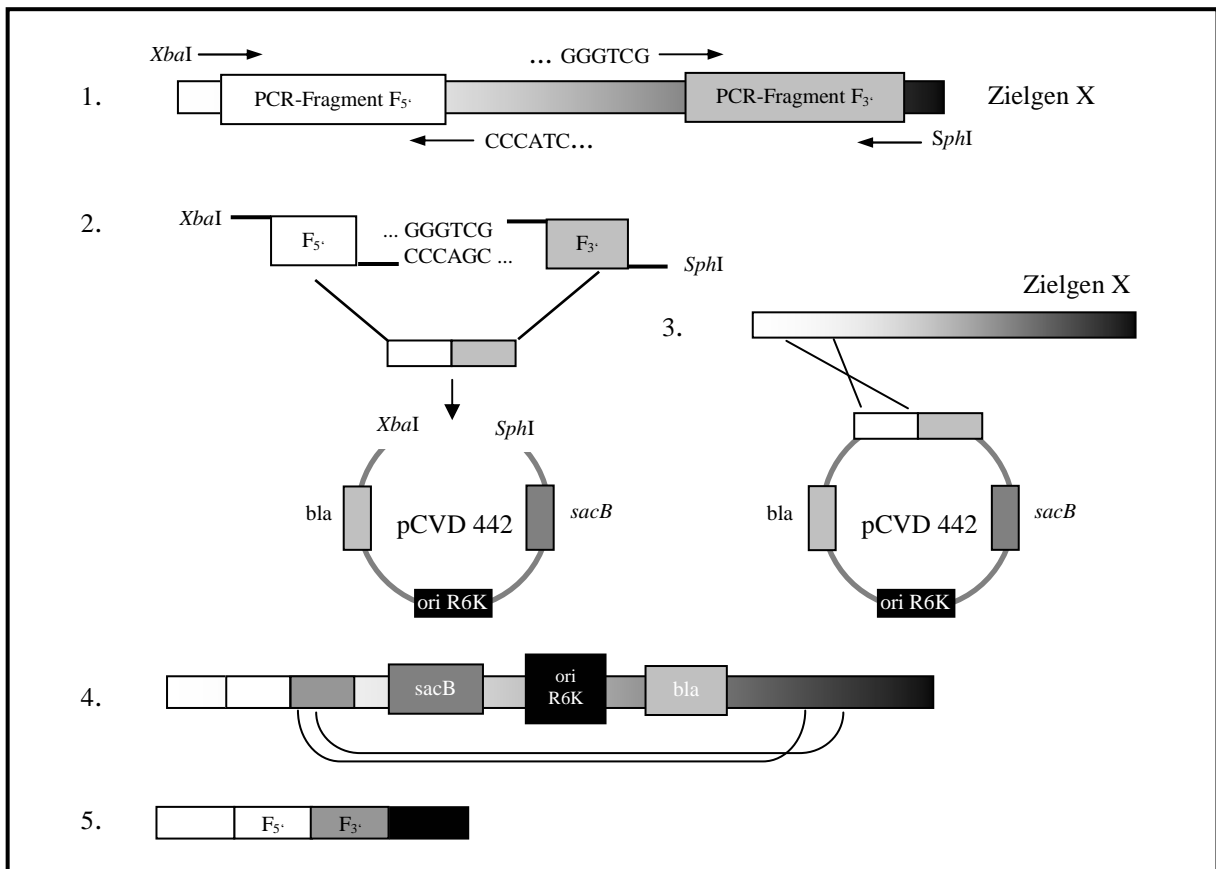 XbaI
... GGGTCG
1.
PCR-Fragment F5‘
PCR-Fragment F3‘
Zielgen X
CCCATC...
SphI
2.
XbaI
F5‘
... GGGTCG
CCCAGC ...
F3‘
SphI
XbaI
SphI
bla
pCVD 442
sacB
ori R6K
3.
Zielgen X
bla
pCVD 442
sacB
ori R6K
4.
sacB
ori
R6K
bla
5.
F5‘
F3‘